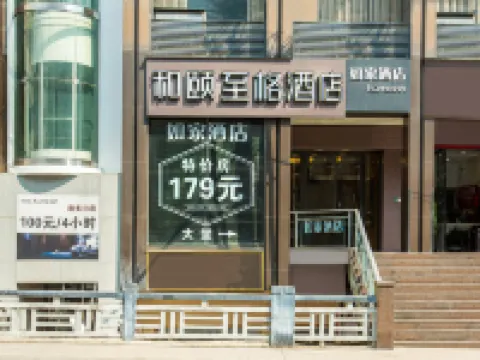 和颐至格酒店
如家酒店
如家酒店
特价房
179元
大堂
100元/4小时
如家酒店